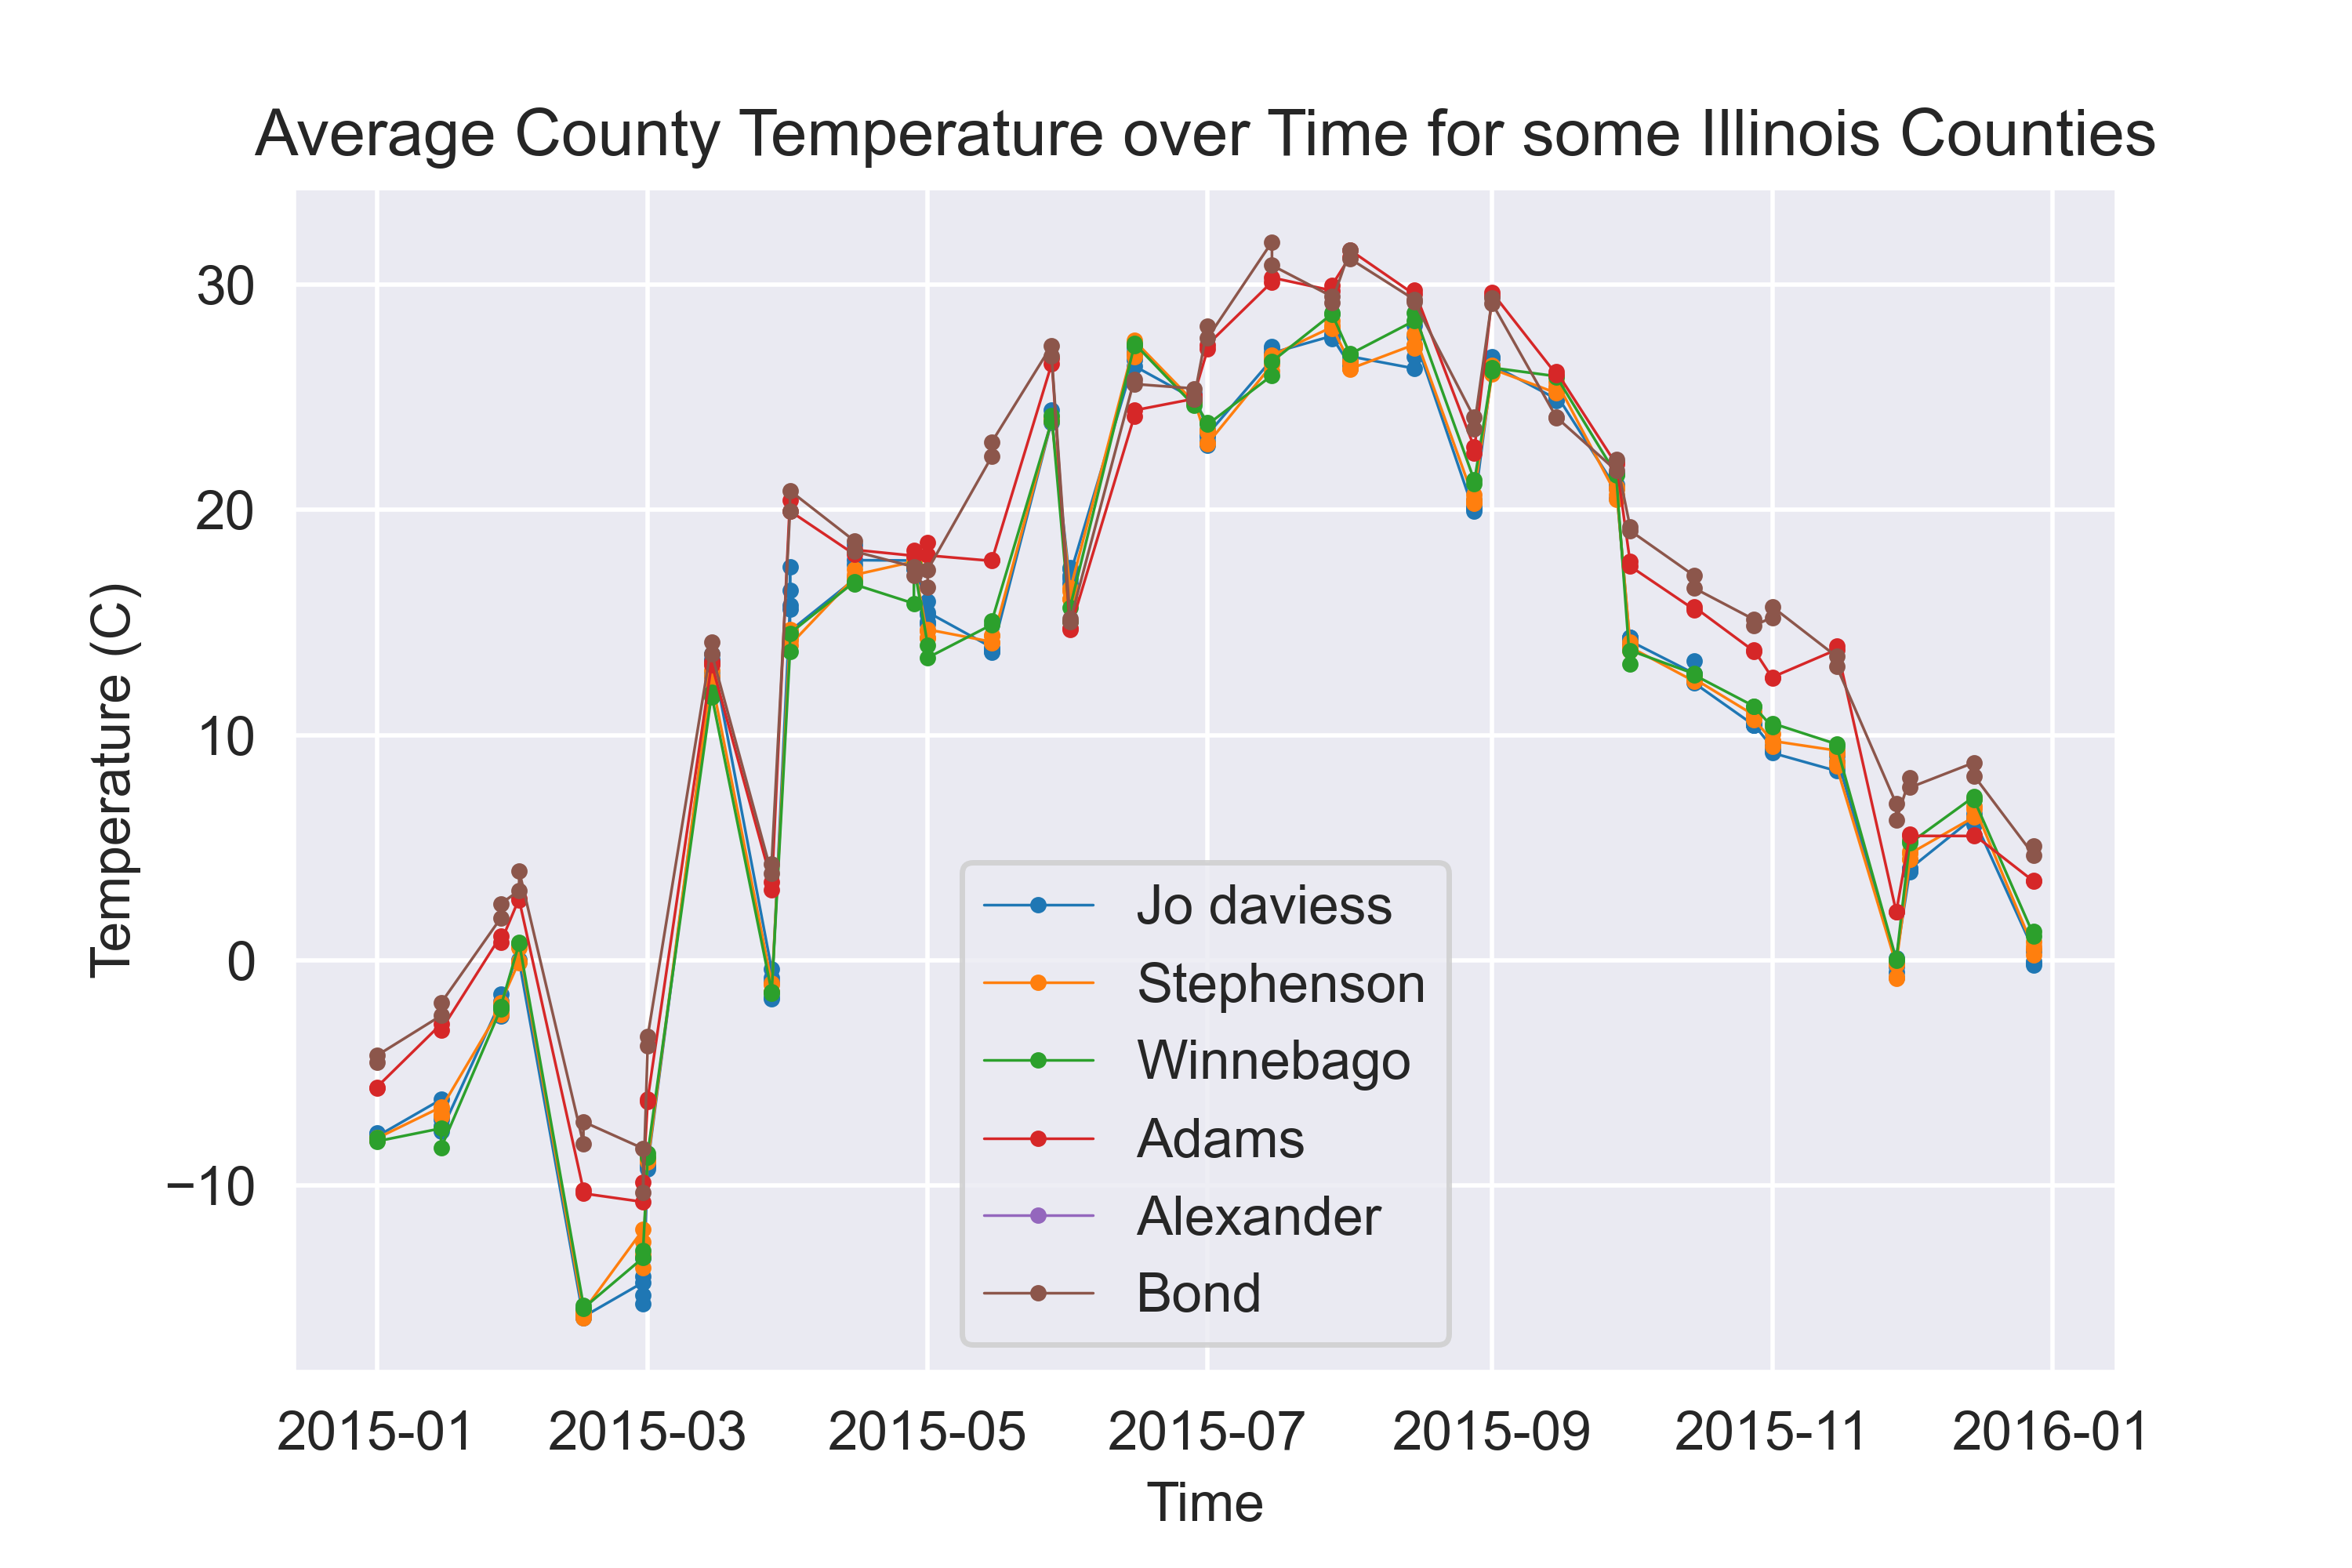 Average County Temperature over Time for some Illinois Counties
Temperature (C)
30
20
10
0
−10
Jo daviess
Stephenson
Winnebago
Adams
Alexander
Bond
2015-01 2015-03 2015-05 2015-07 2015-09 2015-11 2016-01
Time